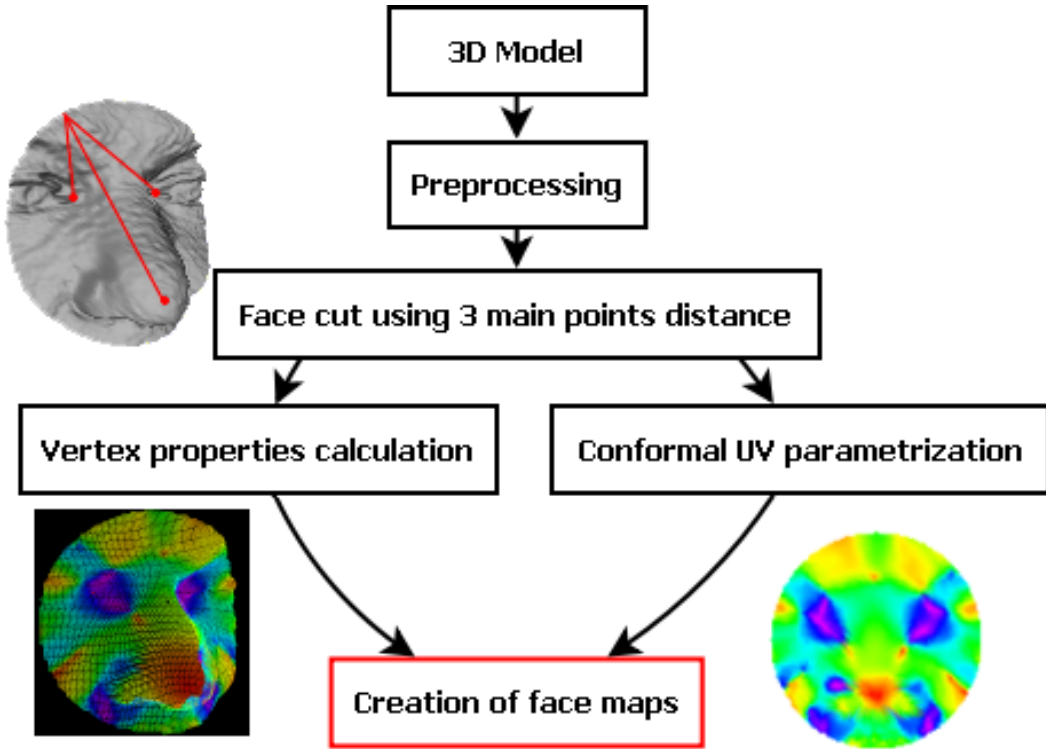 3D Model
Preprocessing
Face cut using 3 main points distance
Vertex properties calculation
Conformal UV parametrization
Creation of face maps